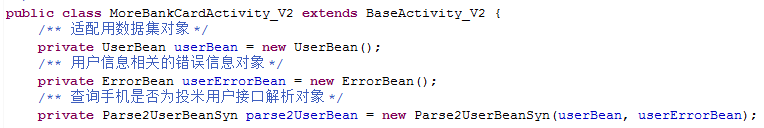 public class MoreBankCardActivity_V2 extends BaseActivity_V2 {
/** 适配用数据集对象 */
private UserBean userBean = new UserBean();
/** 用户信息相关的错误信息对象 */
private ErrorBean userErrorBean = new ErrorBean();
/** 查询手机是否为投米用户接口解析对象 */
private Parse2UserBeanSyn parse2UserBean = new Parse2UserBeanSyn(userBean, userErrorBean);